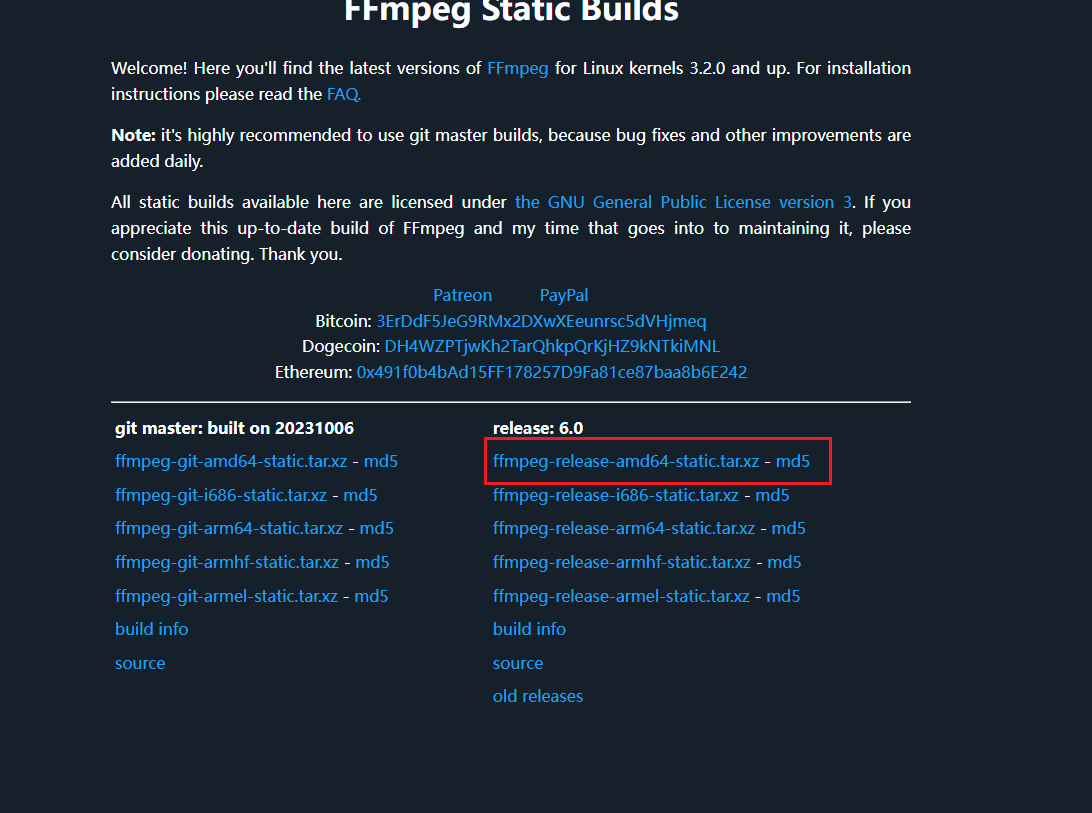 FFmpeg Static Builds
Welcome! Here you'll find the latest versions of FFmpeg for Linux kernels 3.2.0 and up. For installation
instructions please read the FAQ.
Note: it's highly recommended to use git master builds, because bug fixes and other improvements are
added daily.
All static builds available here are licensed under the GNU General Public License version 3. If you
appreciate this up-to-date build of FFmpeg and my time that goes into to maintaining it, please
consider donating. Thank you.
Patreon PayPal
Bitcoin: 3ErDdF5JeG9RMx2DXwXEeunrsc5dVHjmeq
Dogecoin: DH4WZPTjwKh2TarQhkpQrKjHZ9kNTkiMNL
Ethereum: 0x491f0b4bAd15FF178257D9Fa81ce87baa8b6E242
git master: built on 20231006
ffmpeg-git-amd64-static.tar.xz - md5
ffmpeg-git-i686-static.tar.xz - md5
ffmpeg-git-arm64-static.tar.xz - md5
ffmpeg-git-armhf-static.tar.xz - md5
ffmpeg-git-armel-static.tar.xz - md5
build info
source
release: 6.0
ffmpeg-release-amd64-static.tar.xz - md5
ffmpeg-release-i686-static.tar.xz - md5
ffmpeg-release-arm64-static.tar.xz - md5
ffmpeg-release-armhf-static.tar.xz - md5
ffmpeg-release-armel-static.tar.xz - md5
build info
source
old releases